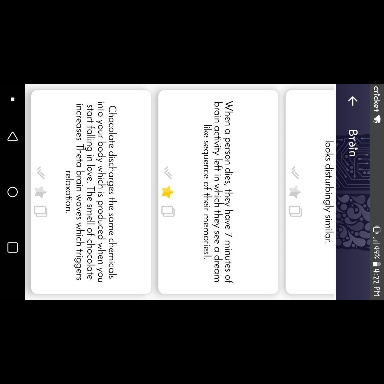 cricket
49% 4:22 PM
Brain
looks disturbingly similar.
When a person dies, they have 7 minutes of
brain activity left in which they see a dream
like sequence of their memories!.
Chocolate discharges the same chemicals
into your body which is produced when you
start falling in love. The smell of chocolate
increases Theta brain waves which triggers
relaxation.